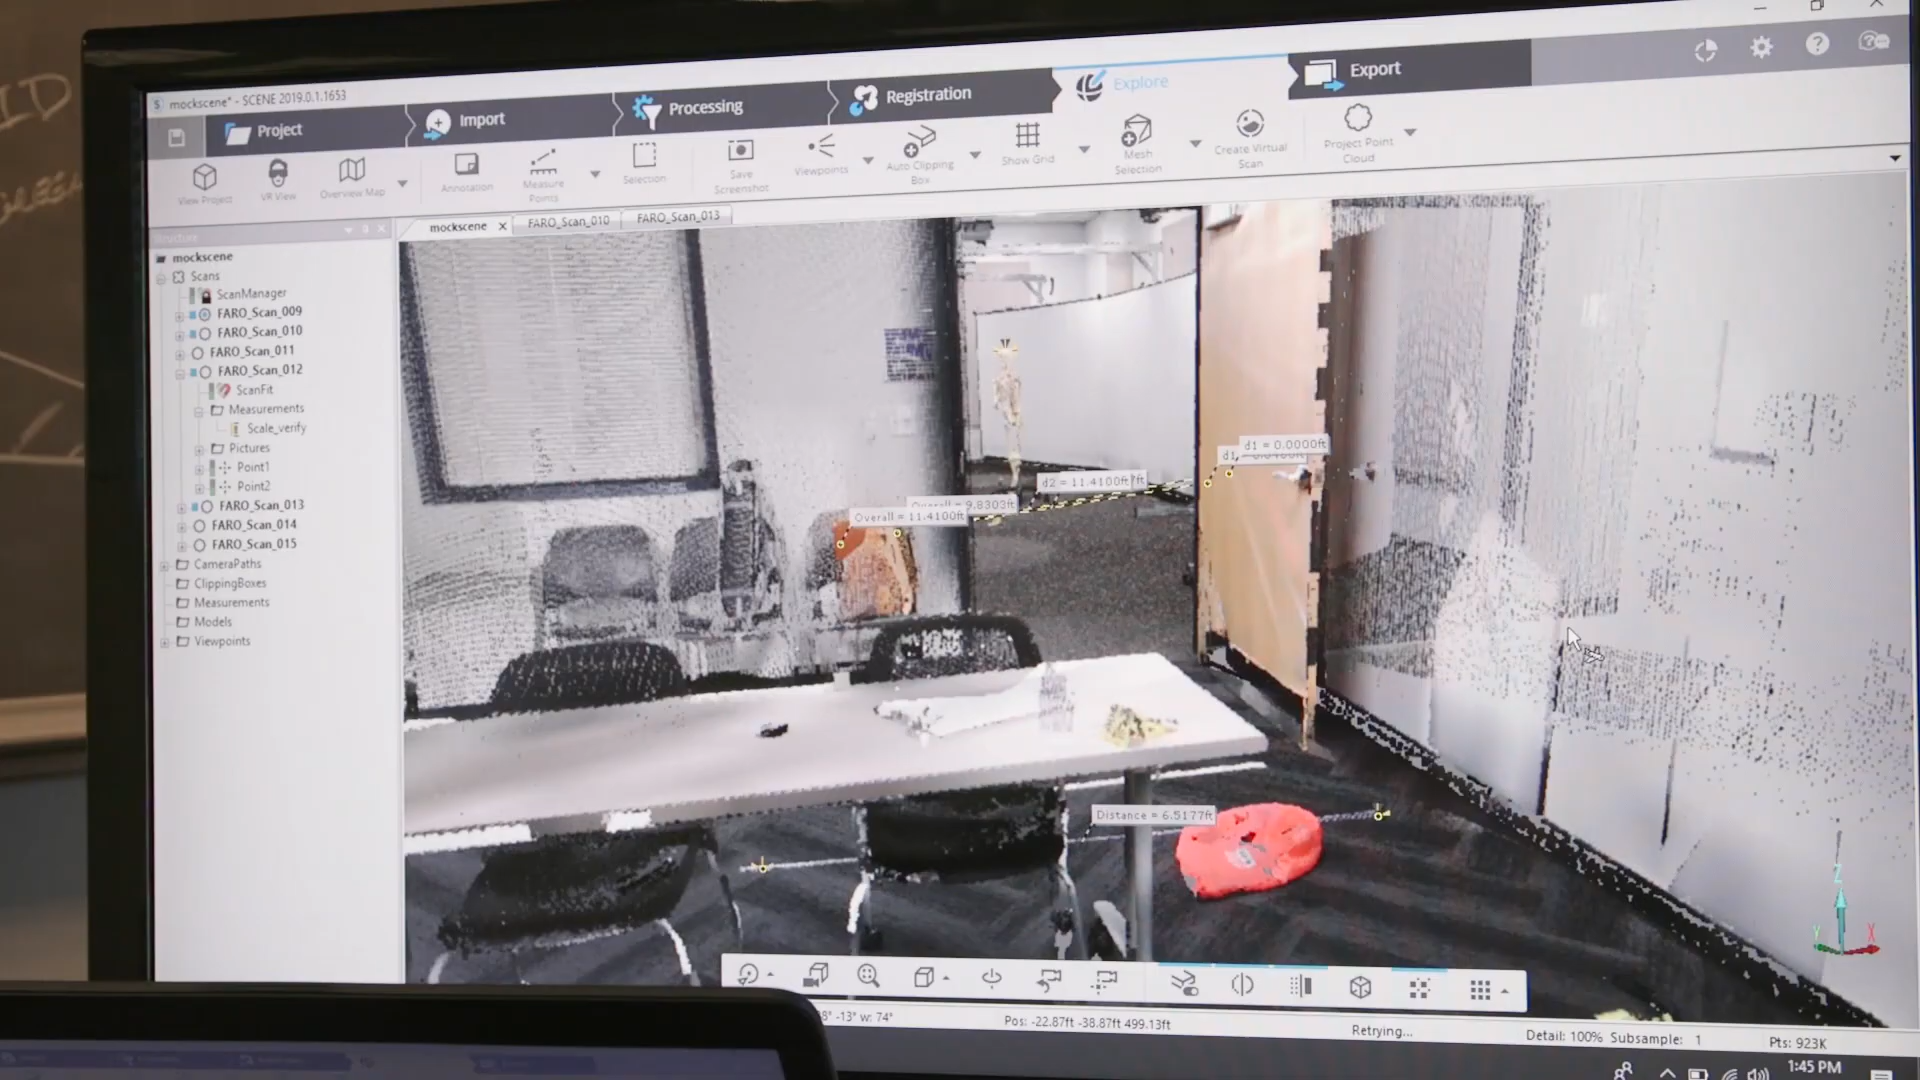 ID
mockscene* - SCENE 2019.0.1.1653
Project
Import
Processing
Registration
Explore
Export
View Project
VR View
Overview Map
Annotation
Measure Points
Selection
Save Screenshot
Viewpoints
Auto Clipping Box
Show Grid
Mesh Selection
Create Virtual Scan
Project Point Cloud
Structure
mockscene
FARO_Scan_010
FARO_Scan_013
mockscene
Scans
ScanManager
FARO_Scan_009
FARO_Scan_010
FARO_Scan_011
FARO_Scan_012
ScanFit
Measurements
Scale_verify
Pictures
Point1
Point2
FARO_Scan_013
FARO_Scan_014
FARO_Scan_015
CameraPaths
ClippingBoxes
Measurements
Models
Viewpoints
d1 = 0.0000ft
d2 = 11.4100ft
Overall = 9.8303ft
Overall = 11.4100ft
Distance = 6.5177ft
Z
Y
X
-13° w: 74°
Pos: -22.87ft -38.87ft 499.13ft
Retrying...
Detail: 100% Subsample: 1
Pts: 923K
1:45 PM